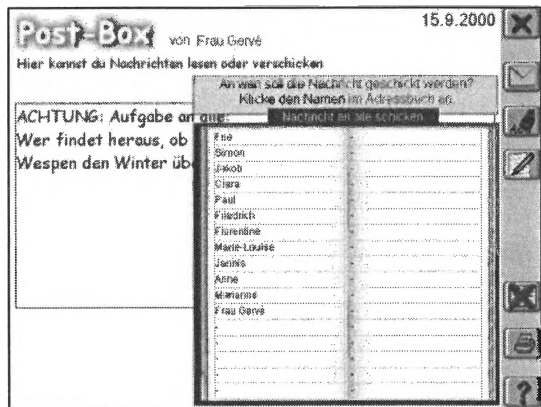 15.9.2000
Post-Box von Frau Gervé
Hier kannst du Nachrichten lesen oder verschicken
An wen soll die Nachricht geschickt werden?
Klicke den Namen im Adressbuch an
Nachricht an alle schicken
ACHTUNG: Aufgabe an alle:
Wer findet heraus, ob
Wespen den Winter übe
Simon
Jakob
Clara
Paul
Friedrich
Florentine
Marie-Louise
Jannis
Anne
Marianne
Frau Gervé
?